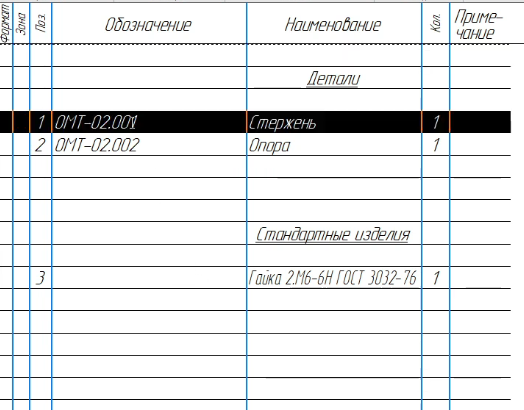 Формат Зона Поз. Обозначение Наименование Кол. Приме-
чание
Детали
1 ОМТ-02.001 Стержень 1
2 ОМТ-02.002 Опора 1
Стандартные изделия
3 Гайка 2.М6-6Н ГОСТ 3032-76 1